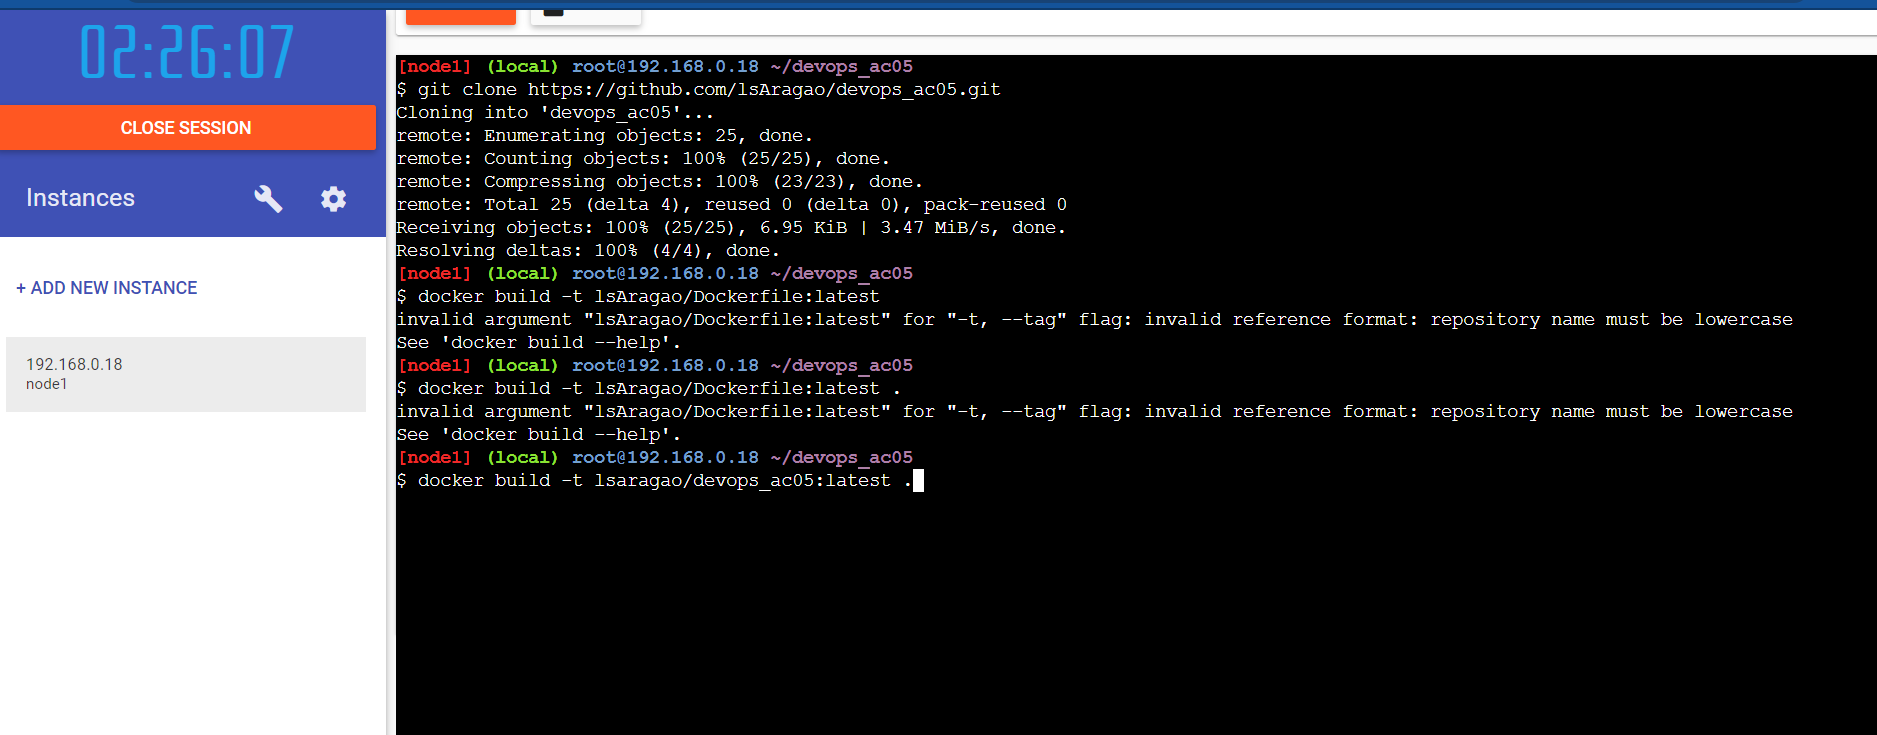 02:26:07
CLOSE SESSION
Instances
+ ADD NEW INSTANCE
192.168.0.18
node1
[node1] (local) root@192.168.0.18 ~/devops_ac05
$ git clone https://github.com/lsAragao/devops_ac05.git
Cloning into 'devops_ac05'...
remote: Enumerating objects: 25, done.
remote: Counting objects: 100% (25/25), done.
remote: Compressing objects: 100% (23/23), done.
remote: Total 25 (delta 4), reused 0 (delta 0), pack-reused 0
Receiving objects: 100% (25/25), 6.95 KiB | 3.47 MiB/s, done.
Resolving deltas: 100% (4/4), done.
[node1] (local) root@192.168.0.18 ~/devops_ac05
$ docker build -t lsAragao/Dockerfile:latest
invalid argument "lsAragao/Dockerfile:latest" for "-t, --tag" flag: invalid reference format: repository name must be lowercase
See 'docker build --help'.
[node1] (local) root@192.168.0.18 ~/devops_ac05
$ docker build -t lsAragao/Dockerfile:latest .
invalid argument "lsAragao/Dockerfile:latest" for "-t, --tag" flag: invalid reference format: repository name must be lowercase
See 'docker build --help'.
[node1] (local) root@192.168.0.18 ~/devops_ac05
$ docker build -t lsaragao/devops_ac05:latest .